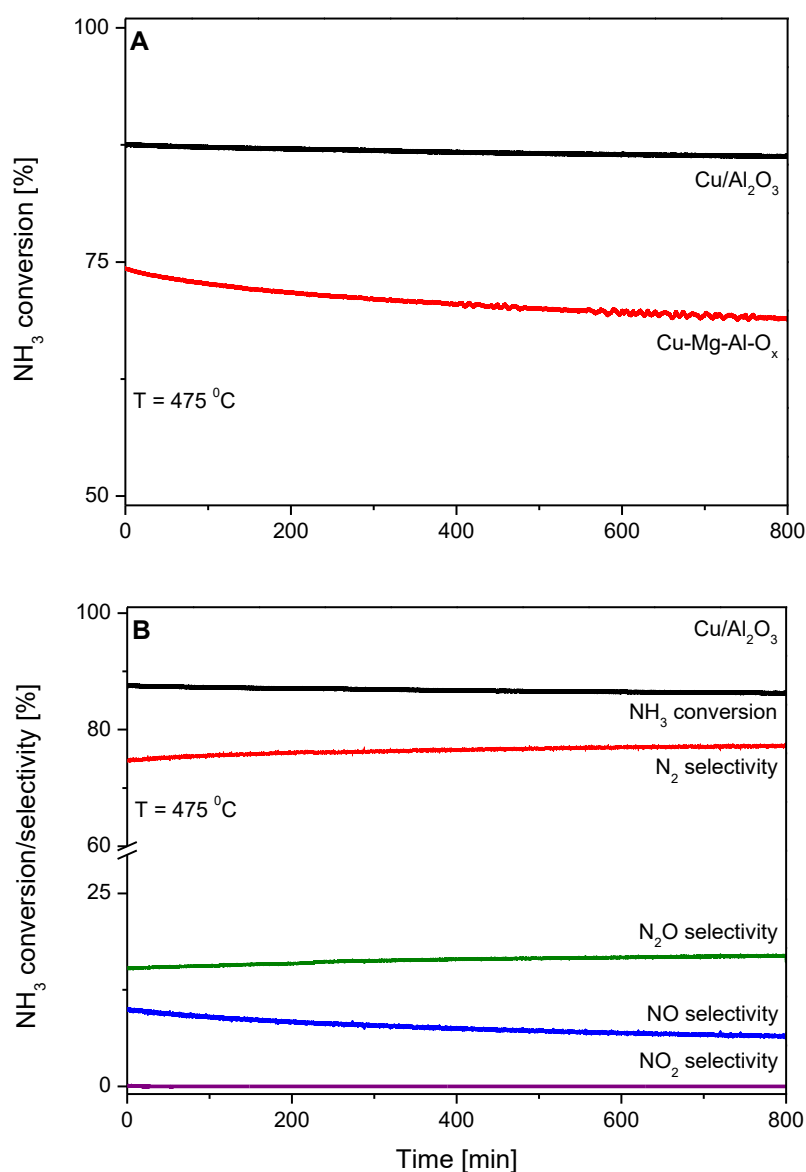 A
100
75
50
NH₃ conversion [%]
Cu/Al₂O₃
Cu-Mg-Al-Oₓ
T = 475 ⁰C
0 200 400 600 800
B
Cu/Al₂O₃
100
80
60
25
0
NH₃ conversion/selectivity [%]
NH₃ conversion
N₂ selectivity
T = 475 ⁰C
N₂O selectivity
NO selectivity
NO₂ selectivity
0 200 400 600 800
Time [min]